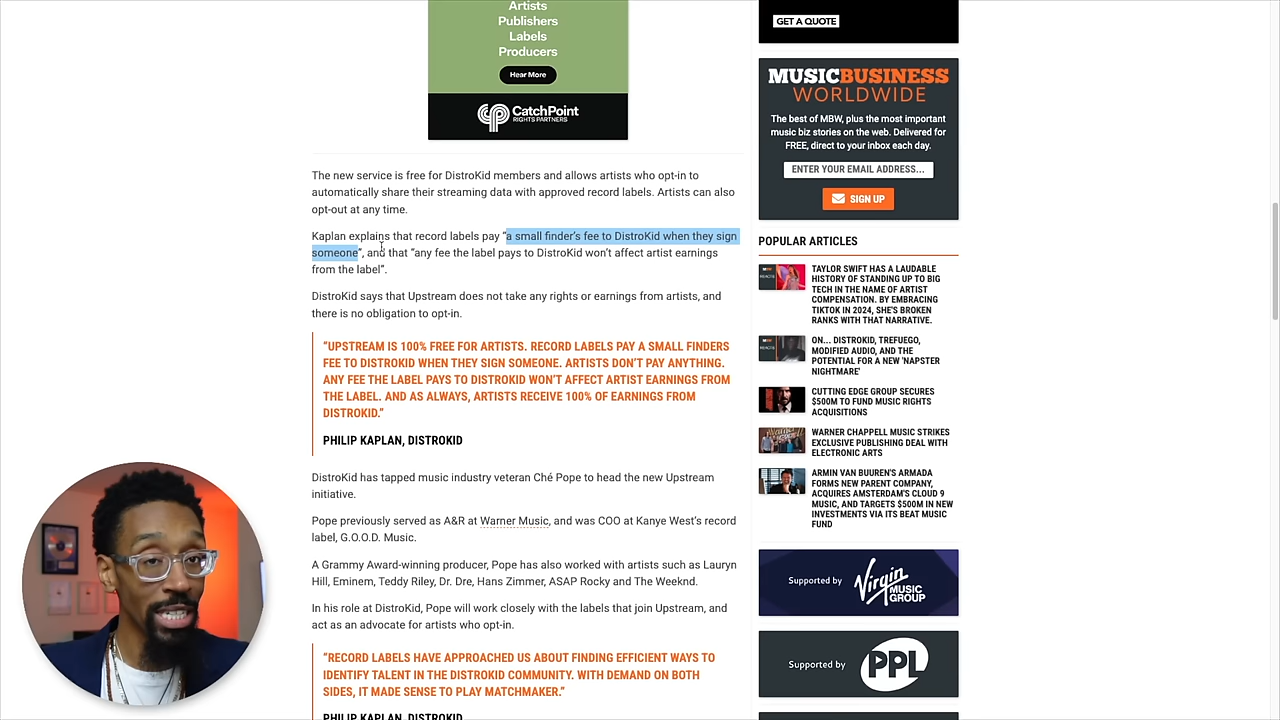 Artists
Publishers
Labels
Producers
Hear More
CatchPoint
RIGHTS PARTNERS
The new service is free for DistroKid members and allows artists who opt-in to
automatically share their streaming data with approved record labels. Artists can also
opt-out at any time.
Kaplan explains that record labels pay “a small finder’s fee to DistroKid when they sign
someone”, and that “any fee the label pays to DistroKid won’t affect artist earnings
from the label”.
DistroKid says that Upstream does not take any rights or earnings from artists, and
there is no obligation to opt-in.
“UPSTREAM IS 100% FREE FOR ARTISTS. RECORD LABELS PAY A SMALL FINDERS
FEE TO DISTROKID WHEN THEY SIGN SOMEONE. ARTISTS DON’T PAY ANYTHING.
ANY FEE THE LABEL PAYS TO DISTROKID WON’T AFFECT ARTIST EARNINGS FROM
THE LABEL. AND AS ALWAYS, ARTISTS RECEIVE 100% OF EARNINGS FROM
DISTROKID.”
PHILIP KAPLAN, DISTROKID
DistroKid has tapped music industry veteran Ché Pope to head the new Upstream
initiative.
Pope previously served as A&R at Warner Music, and was COO at Kanye West’s record
label, G.O.O.D. Music.
A Grammy Award-winning producer, Pope has also worked with artists such as Lauryn
Hill, Eminem, Teddy Riley, Dr. Dre, Hans Zimmer, ASAP Rocky and The Weeknd.
In his role at DistroKid, Pope will work closely with the labels that join Upstream, and
act as an advocate for artists who opt-in.
“RECORD LABELS HAVE APPROACHED US ABOUT FINDING EFFICIENT WAYS TO
IDENTIFY TALENT IN THE DISTROKID COMMUNITY. WITH DEMAND ON BOTH
SIDES, IT MADE SENSE TO PLAY MATCHMAKER.”
PHILIP KAPLAN, DISTROKID
GET A QUOTE
MUSICBUSINESS
WORLDWIDE
The best of MBW, plus the most important
music biz stories on the web. Delivered for
FREE, direct to your inbox each day.
ENTER YOUR EMAIL ADDRESS...
SIGN UP
POPULAR ARTICLES
TAYLOR SWIFT HAS A LAUDABLE
HISTORY OF STANDING UP TO BIG
TECH IN THE NAME OF ARTIST
COMPENSATION. BY EMBRACING
TIKTOK IN 2024, SHE'S BROKEN
RANKS WITH THAT NARRATIVE.
ON... DISTROKID, TREFUEGO,
MODIFIED AUDIO, AND THE
POTENTIAL FOR A NEW 'NAPSTER
NIGHTMARE'
CUTTING EDGE GROUP SECURES
$500M TO FUND MUSIC RIGHTS
ACQUISITIONS
WARNER CHAPPELL MUSIC STRIKES
EXCLUSIVE PUBLISHING DEAL WITH
ELECTRONIC ARTS
ARMIN VAN BUUREN'S ARMADA
FORMS NEW PARENT COMPANY,
ACQUIRES AMSTERDAM'S CLOUD 9
MUSIC, AND TARGETS $500M IN NEW
INVESTMENTS VIA ITS BEAT MUSIC
FUND
Supported by
Virgin
MUSIC
GROUP
Supported by
PPL